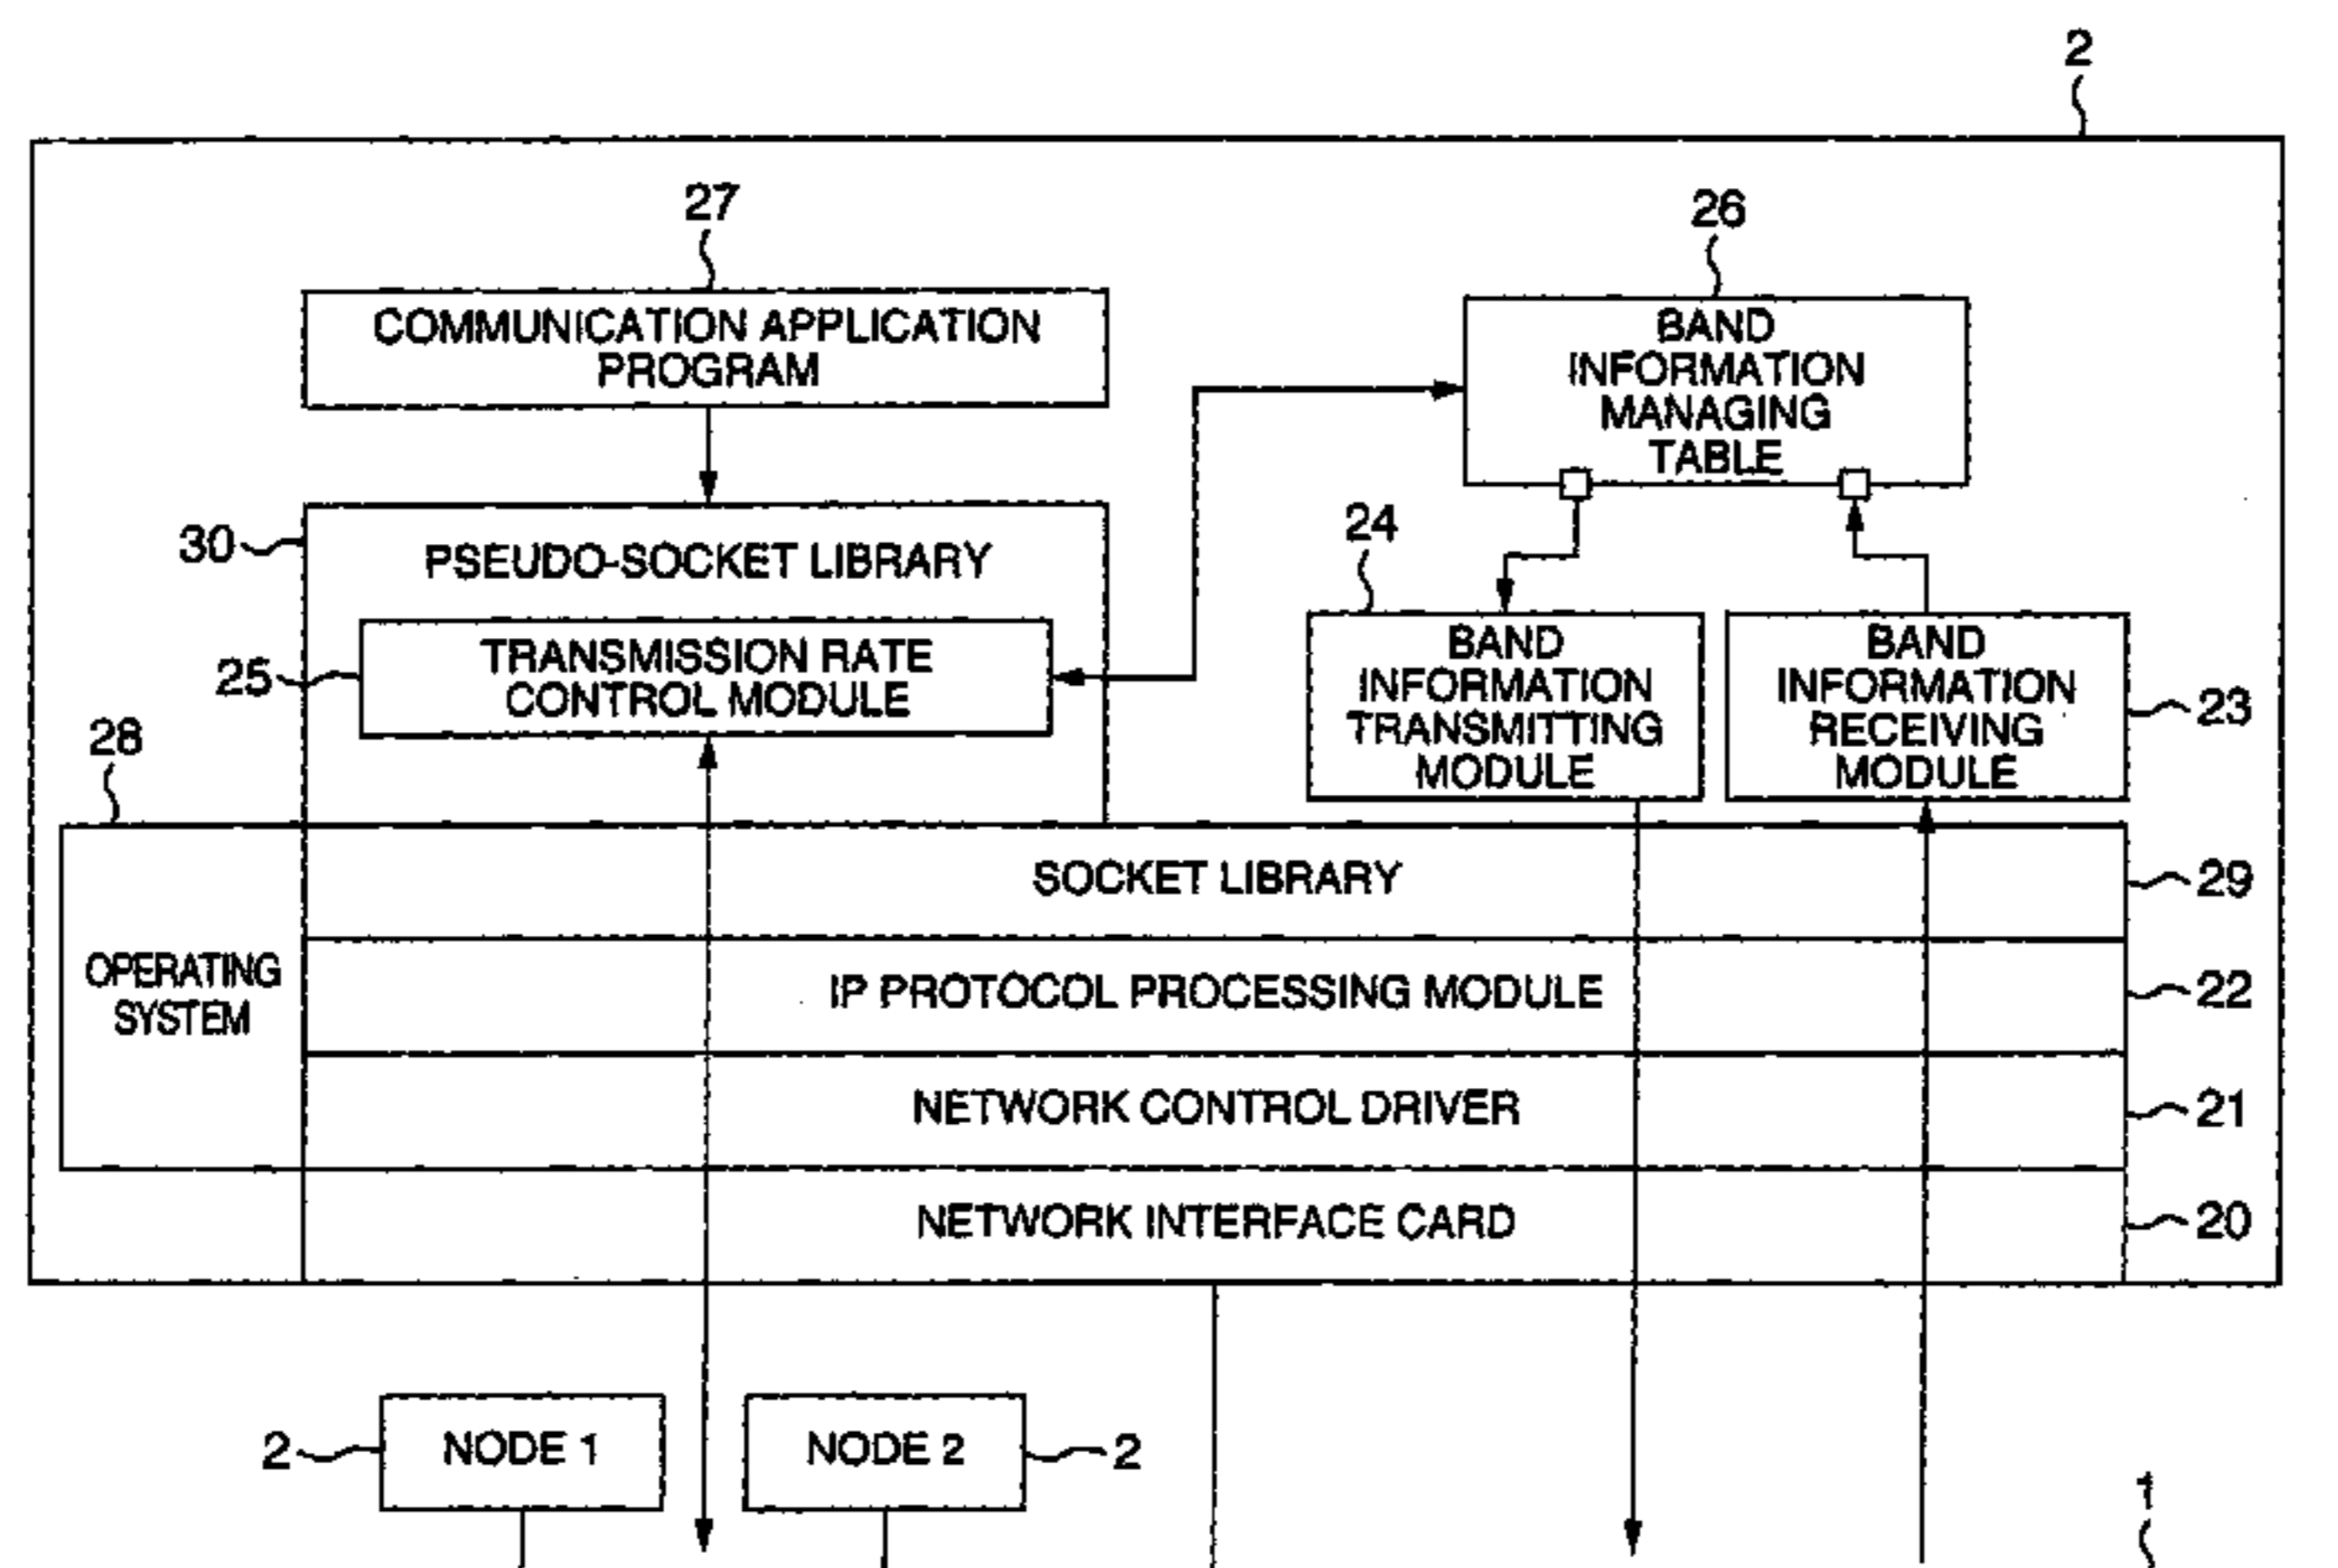 2
27
26
COMMUNICATION APPLICATION
PROGRAM
BAND
INFORMATION
MANAGING
TABLE
30
PSEUDO-SOCKET LIBRARY
24
25
TRANSMISSION RATE
CONTROL MODULE
BAND
INFORMATION
TRANSMITTING
MODULE
BAND
INFORMATION
RECEIVING
MODULE
23
28
SOCKET LIBRARY
29
OPERATING
SYSTEM
IP PROTOCOL PROCESSING MODULE
22
NETWORK CONTROL DRIVER
21
NETWORK INTERFACE CARD
20
2
NODE 1
NODE 2
2
1